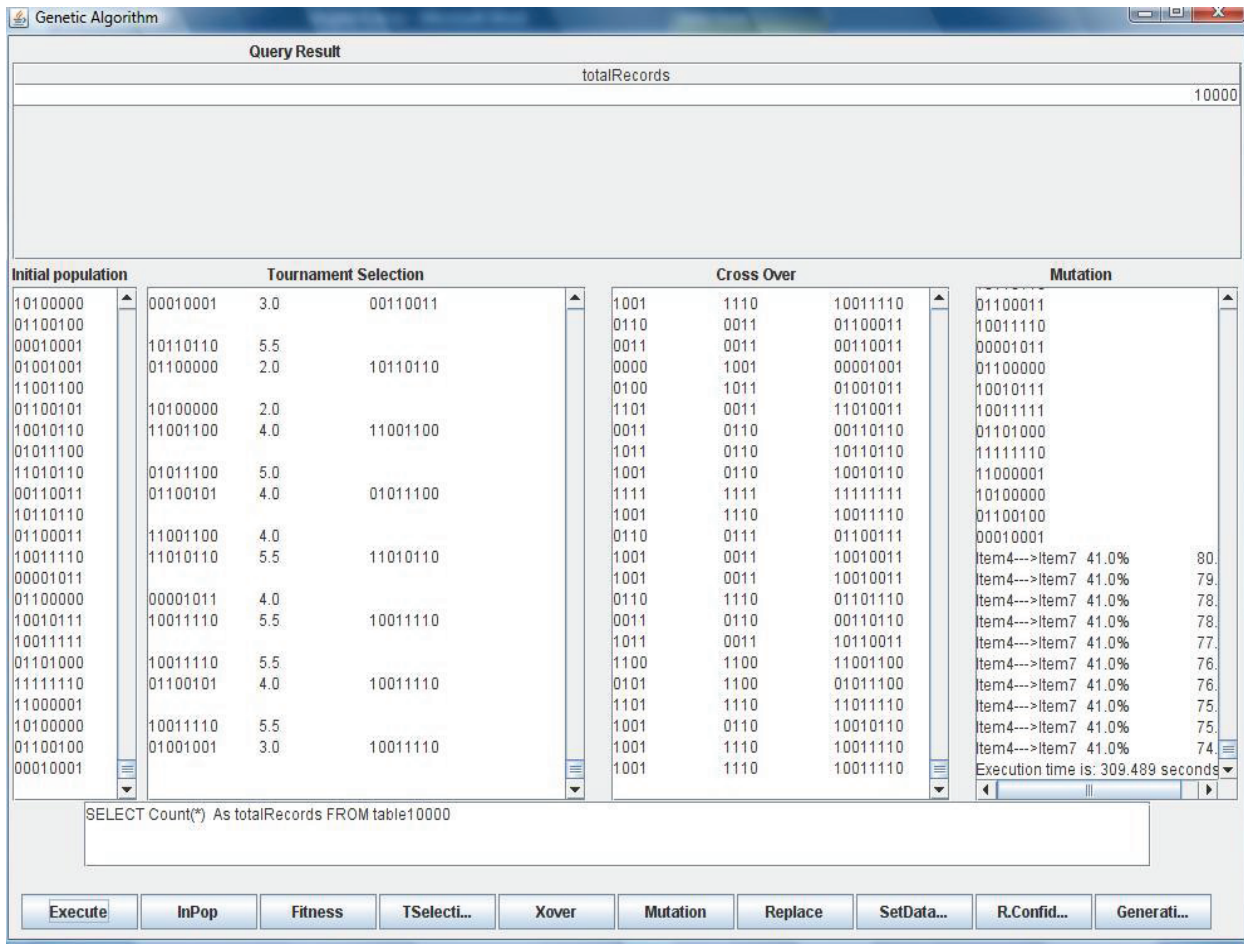 Genetic Algorithm
Query Result
totalRecords
10000
Initial population
10100000
01100100
00010001
01001001
11001100
01100101
10010110
01011100
11010110
00110011
10110110
01100011
10011110
00001011
01100000
10010111
10011111
01101000
11111110
11000001
10100000
01100100
00010001
Tournament Selection
00010001 3.0 00110011
10110110 5.5
01100000 2.0 10110110
10100000 2.0
11001100 4.0 11001100
01011100 5.0
01100101 4.0 01011100
11001100 4.0
11010110 5.5 11010110
00001011 4.0
10011110 5.5 10011110
10011110 5.5
01100101 4.0 10011110
10011110 5.5
01001001 3.0 10011110
Cross Over
1001 1110 10011110
0110 0011 01100011
0011 0011 00110011
0000 1001 00001001
0100 1011 01001011
1101 0011 11010011
0011 0110 00110110
1011 0110 10110110
1001 0110 10010110
1111 1111 11111111
1001 1110 10011110
0110 0111 01100111
1001 0011 10010011
1001 0011 10010011
0110 1110 01101110
0011 0110 00110110
1011 0011 10110011
1100 1100 11001100
0101 1100 01011100
1101 1110 11011110
1001 0110 10010110
1001 1110 10011110
1001 1110 10011110
Mutation
01100011
10011110
00001011
01100000
10010111
10011111
01101000
11111110
11000001
10100000
01100100
00010001
Item4--->Item7 41.0% 80.
Item4--->Item7 41.0% 79.
Item4--->Item7 41.0% 78.
Item4--->Item7 41.0% 78.
Item4--->Item7 41.0% 77.
Item4--->Item7 41.0% 76.
Item4--->Item7 41.0% 76.
Item4--->Item7 41.0% 75.
Item4--->Item7 41.0% 75.
Item4--->Item7 41.0% 74.
Execution time is: 309.489 seconds
SELECT Count(*) As totalRecords FROM table10000
Execute InPop Fitness TSelecti... Xover Mutation Replace SetData... R.Confid... Generati...